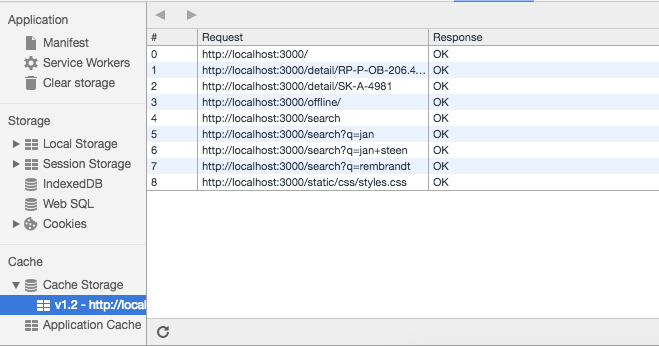 Application
Manifest
Service Workers
Clear storage
Storage
Local Storage
Session Storage
IndexedDB
Web SQL
Cookies
Cache
Cache Storage
v1.2 - http://local
Application Cache
# Request Response
0 http://localhost:3000/ OK
1 http://localhost:3000/detail/RP-P-OB-206.4... OK
2 http://localhost:3000/detail/SK-A-4981 OK
3 http://localhost:3000/offline/ OK
4 http://localhost:3000/search OK
5 http://localhost:3000/search?q=jan OK
6 http://localhost:3000/search?q=jan+steen OK
7 http://localhost:3000/search?q=rembrandt OK
8 http://localhost:3000/static/css/styles.css OK